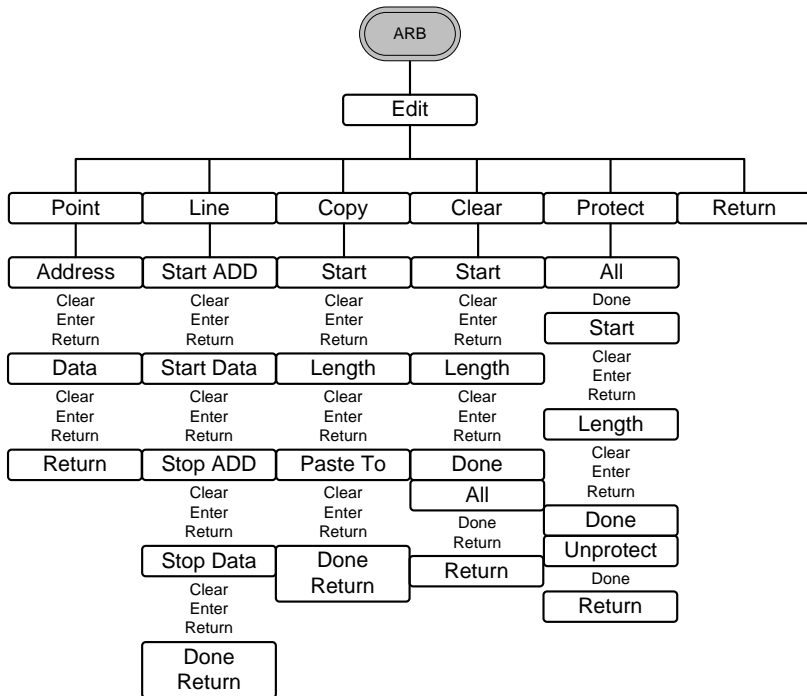 ARB
Edit
Point
Line
Copy
Clear
Protect
Return
Address
Clear
Enter
Return
Data
Clear
Enter
Return
Return
Start ADD
Clear
Enter
Return
Start Data
Clear
Enter
Return
Stop ADD
Clear
Enter
Return
Stop Data
Clear
Enter
Return
Done
Return
Start
Clear
Enter
Return
Length
Clear
Enter
Return
Paste To
Clear
Enter
Return
Done
Return
Start
Clear
Enter
Return
Length
Clear
Enter
Return
Done
All
Done
Return
Return
All
Done
Start
Clear
Enter
Return
Length
Clear
Enter
Return
Done
Unprotect
Done
Return